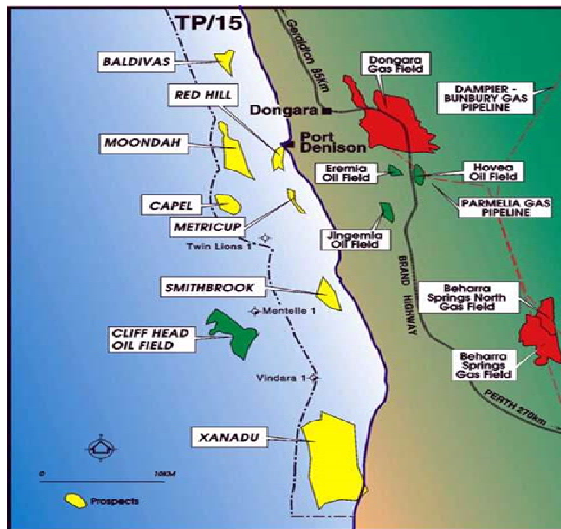 TP/15
BALDIVAS
Geraldton 65km
Dongara
Gas Field
RED HILL
DAMPIER -
BUNBURY GAS
PIPELINE
Dongara
MOONDAH
Port
Denison
Eremia
Oil Field
Hovea
Oil Field
CAPEL
PARMELIA GAS
PIPELINE
METRICUP
Jingemia
Oil Field
Twin Lions 1
SMITHBROOK
BRAND HIGHWAY
Beharra
Springs North
Gas Field
Mentelle 1
CLIFF HEAD
OIL FIELD
Beharra
Springs
Gas Field
Vindara 1
PERTH 270km
XANADU
0
10KM
Prospects